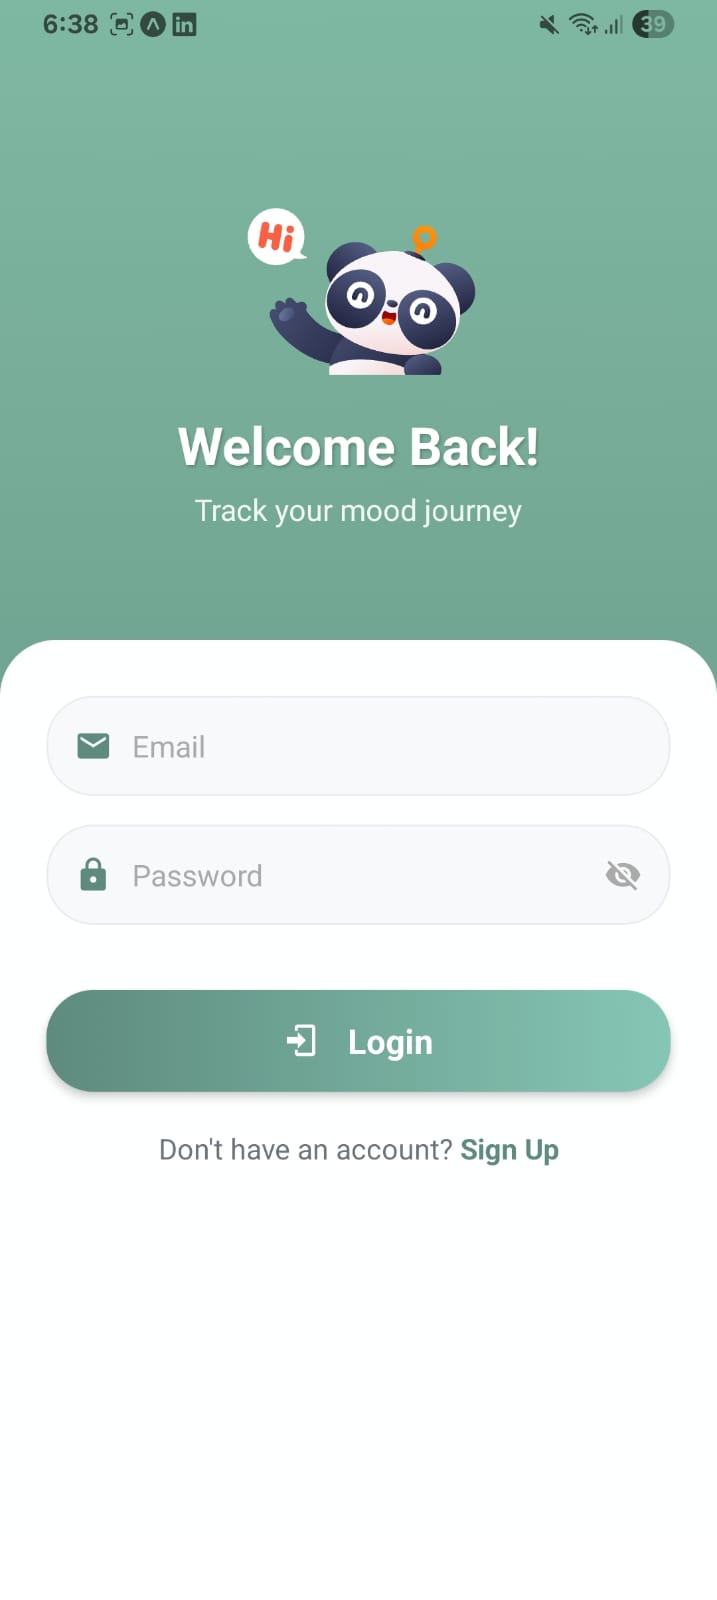 6:38 in 39
Hi
Welcome Back!
Track your mood journey
Email
Password
Login
Don't have an account? Sign Up